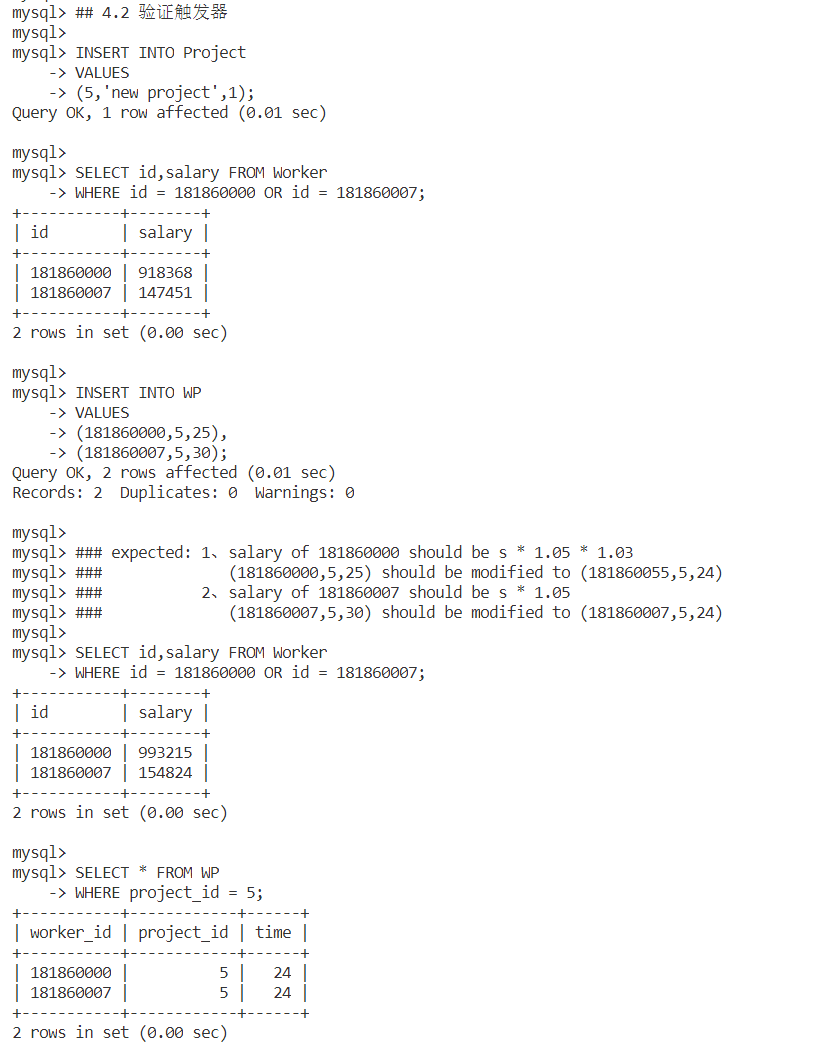 mysql> ## 4.2 验证触发器
mysql>
mysql> INSERT INTO Project
    -> VALUES
    -> (5,'new project',1);
Query OK, 1 row affected (0.01 sec)

mysql>
mysql> SELECT id,salary FROM Worker
    -> WHERE id = 181860000 OR id = 181860007;
+-----------+--------+
| id        | salary |
+-----------+--------+
| 181860000 | 918368 |
| 181860007 | 147451 |
+-----------+--------+
2 rows in set (0.00 sec)

mysql>
mysql> INSERT INTO WP
    -> VALUES
    -> (181860000,5,25),
    -> (181860007,5,30);
Query OK, 2 rows affected (0.01 sec)
Records: 2  Duplicates: 0  Warnings: 0

mysql>
mysql> ### expected: 1、salary of 181860000 should be s * 1.05 * 1.03
mysql> ###              (181860000,5,25) should be modified to (181860055,5,24)
mysql> ###           2、salary of 181860007 should be s * 1.05
mysql> ###              (181860007,5,30) should be modified to (181860007,5,24)
mysql>
mysql> SELECT id,salary FROM Worker
    -> WHERE id = 181860000 OR id = 181860007;
+-----------+--------+
| id        | salary |
+-----------+--------+
| 181860000 | 993215 |
| 181860007 | 154824 |
+-----------+--------+
2 rows in set (0.00 sec)

mysql>
mysql> SELECT * FROM WP
    -> WHERE project_id = 5;
+-----------+------------+------+
| worker_id | project_id | time |
+-----------+------------+------+
| 181860000 |          5 |   24 |
| 181860007 |          5 |   24 |
+-----------+------------+------+
2 rows in set (0.00 sec)